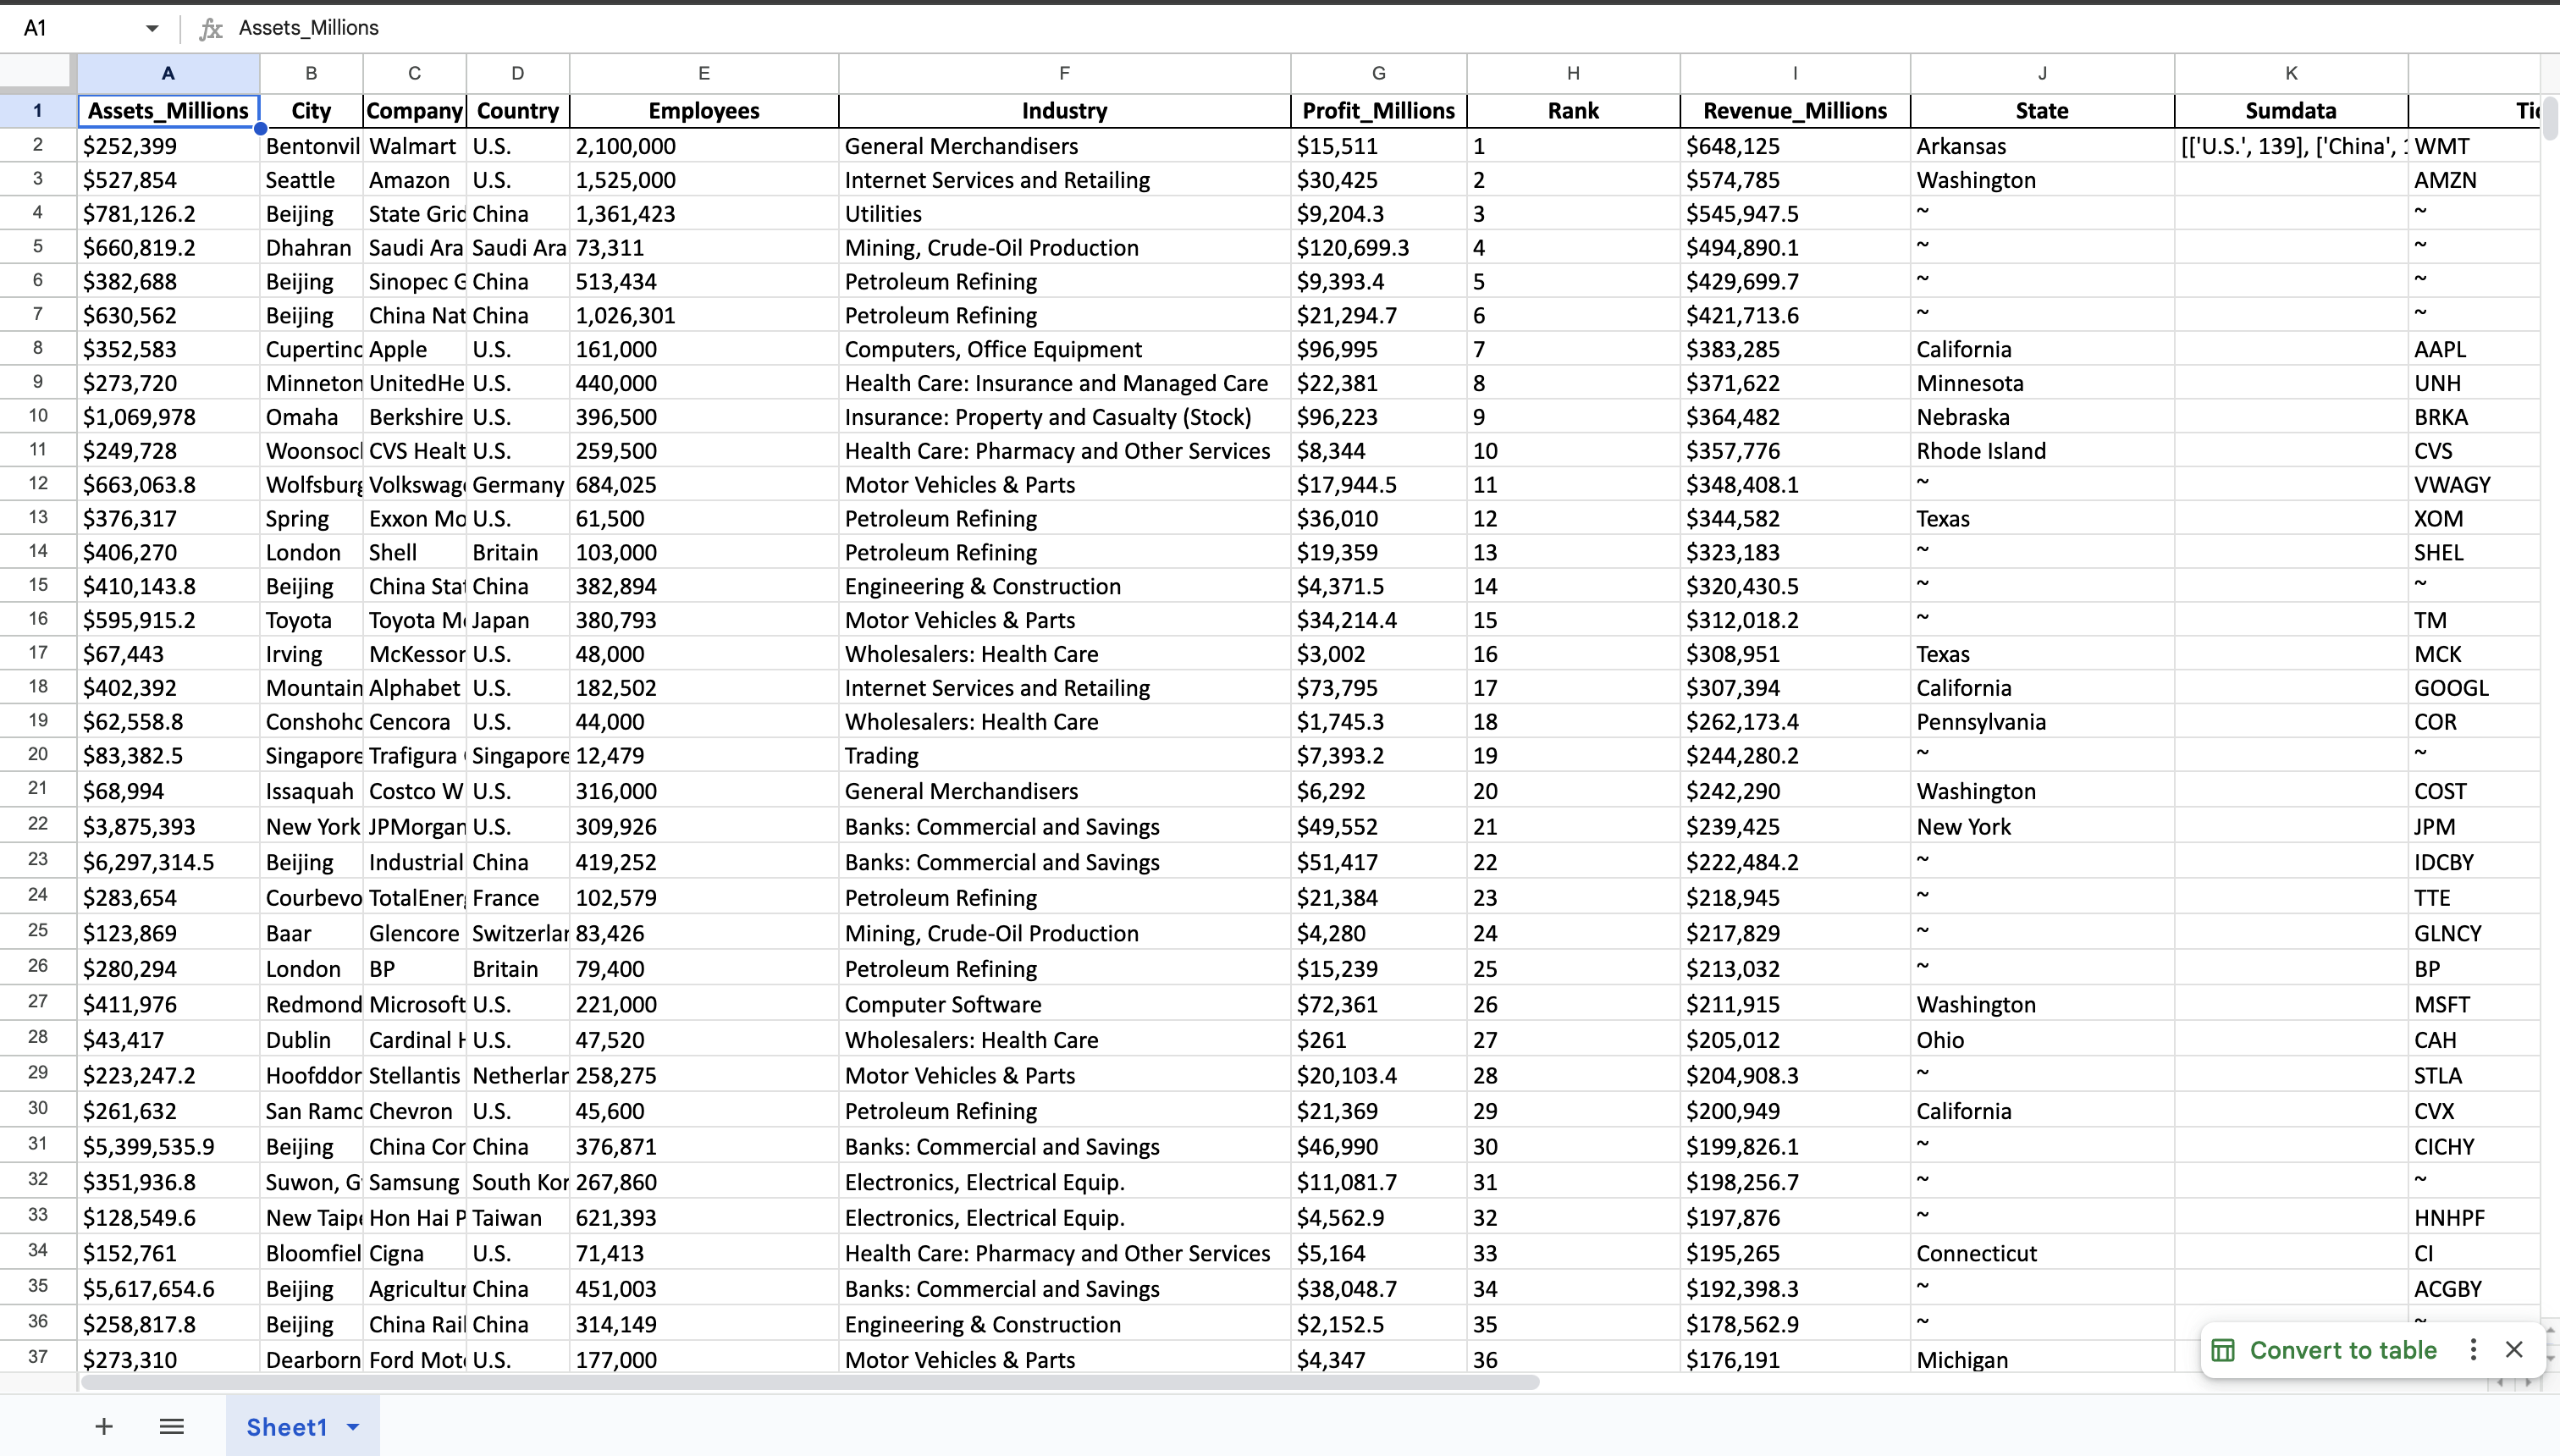 A1 fx Assets_Millions
A B C D E F G H I J K
1 Assets_Millions City Company Country Employees Industry Profit_Millions Rank Revenue_Millions State Sumdata
2 $252,399 Bentonvil Walmart U.S. 2,100,000 General Merchandisers $15,511 1 $648,125 Arkansas [['U.S.', 139], ['China', WMT
3 $527,854 Seattle Amazon U.S. 1,525,000 Internet Services and Retailing $30,425 2 $574,785 Washington AMZN
4 $781,126.2 Beijing State Grid China 1,361,423 Utilities $9,204.3 3 $545,947.5 ~ ~
5 $660,819.2 Dhahran Saudi Ara Saudi Ara 73,311 Mining, Crude-Oil Production $120,699.3 4 $494,890.1 ~ ~
6 $382,688 Beijing Sinopec G China 513,434 Petroleum Refining $9,393.4 5 $429,699.7 ~ ~
7 $630,562 Beijing China Nat China 1,026,301 Petroleum Refining $21,294.7 6 $421,713.6 ~ ~
8 $352,583 Cupertino Apple U.S. 161,000 Computers, Office Equipment $96,995 7 $383,285 California AAPL
9 $273,720 Minneton UnitedHe U.S. 440,000 Health Care: Insurance and Managed Care $22,381 8 $371,622 Minnesota UNH
10 $1,069,978 Omaha Berkshire U.S. 396,500 Insurance: Property and Casualty (Stock) $96,223 9 $364,482 Nebraska BRKA
11 $249,728 Woonsoc CVS Healt U.S. 259,500 Health Care: Pharmacy and Other Services $8,344 10 $357,776 Rhode Island CVS
12 $663,063.8 Wolfsburg Volkswag Germany 684,025 Motor Vehicles & Parts $17,944.5 11 $348,408.1 ~ VWAGY
13 $376,317 Spring Exxon Mo U.S. 61,500 Petroleum Refining $36,010 12 $344,582 Texas XOM
14 $406,270 London Shell Britain 103,000 Petroleum Refining $19,359 13 $323,183 ~ SHEL
15 $410,143.8 Beijing China Stat China 382,894 Engineering & Construction $4,371.5 14 $320,430.5 ~ ~
16 $595,915.2 Toyota Toyota Mo Japan 380,793 Motor Vehicles & Parts $34,214.4 15 $312,018.2 ~ TM
17 $67,443 Irving McKesson U.S. 48,000 Wholesalers: Health Care $3,002 16 $308,951 Texas MCK
18 $402,392 Mountain Alphabet U.S. 182,502 Internet Services and Retailing $73,795 17 $307,394 California GOOGL
19 $62,558.8 Conshoho Cencora U.S. 44,000 Wholesalers: Health Care $1,745.3 18 $262,173.4 Pennsylvania COR
20 $83,382.5 Singapore Trafigura Singapore 12,479 Trading $7,393.2 19 $244,280.2 ~ ~
21 $68,994 Issaquah Costco W U.S. 316,000 General Merchandisers $6,292 20 $242,290 Washington COST
22 $3,875,393 New York JPMorgan U.S. 309,926 Banks: Commercial and Savings $49,552 21 $239,425 New York JPM
23 $6,297,314.5 Beijing Industrial China 419,252 Banks: Commercial and Savings $51,417 22 $222,484.2 ~ IDCBY
24 $283,654 Courbevo TotalEner France 102,579 Petroleum Refining $21,384 23 $218,945 ~ TTE
25 $123,869 Baar Glencore Switzerlan 83,426 Mining, Crude-Oil Production $4,280 24 $217,829 ~ GLNCY
26 $280,294 London BP Britain 79,400 Petroleum Refining $15,239 25 $213,032 ~ BP
27 $411,976 Redmond Microsoft U.S. 221,000 Computer Software $72,361 26 $211,915 Washington MSFT
28 $43,417 Dublin Cardinal H U.S. 47,520 Wholesalers: Health Care $261 27 $205,012 Ohio CAH
29 $223,247.2 Hoofddor Stellantis Netherlan 258,275 Motor Vehicles & Parts $20,103.4 28 $204,908.3 ~ STLA
30 $261,632 San Ramo Chevron U.S. 45,600 Petroleum Refining $21,369 29 $200,949 California CVX
31 $5,399,535.9 Beijing China Con China 376,871 Banks: Commercial and Savings $46,990 30 $199,826.1 ~ CICHY
32 $351,936.8 Suwon, G Samsung South Kor 267,860 Electronics, Electrical Equip. $11,081.7 31 $198,256.7 ~ ~
33 $128,549.6 New Taipe Hon Hai P Taiwan 621,393 Electronics, Electrical Equip. $4,562.9 32 $197,876 ~ HNHPF
34 $152,761 Bloomfiel Cigna U.S. 71,413 Health Care: Pharmacy and Other Services $5,164 33 $195,265 Connecticut CI
35 $5,617,654.6 Beijing Agricultur China 451,003 Banks: Commercial and Savings $38,048.7 34 $192,398.3 ~ ACGBY
36 $258,817.8 Beijing China Rail China 314,149 Engineering & Construction $2,152.5 35 $178,562.9 ~ ~
37 $273,310 Dearborn Ford Moto U.S. 177,000 Motor Vehicles & Parts $4,347 36 $176,191 Michigan
Convert to table
Sheet1